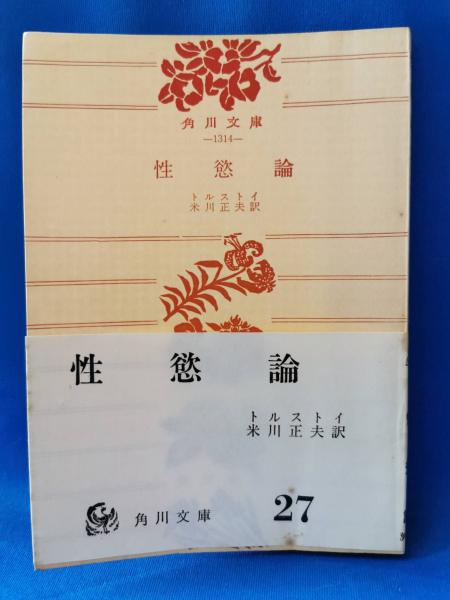 角川文庫
—1314—
性慾論
トルストイ
米川正夫訳
性慾論
トルストイ
米川正夫訳
角川文庫
27